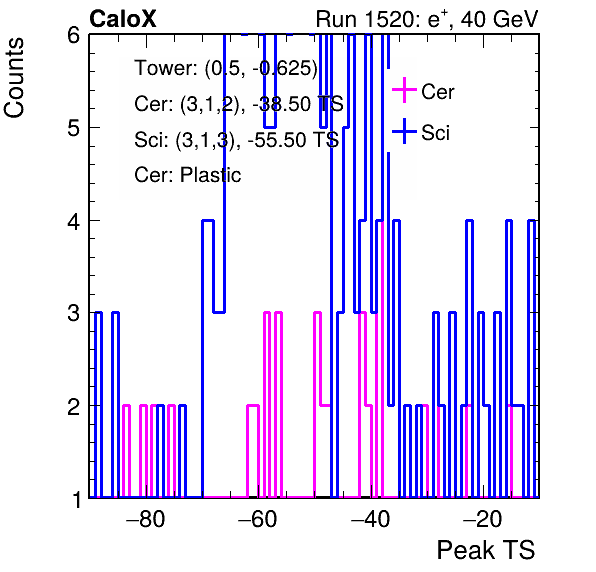 CaloX Run 1520: e+, 40 GeV
Counts
Tower: (0.5, -0.625)
Cer: (3,1,2), -38.50 TS
Sci: (3,1,3), -55.50 TS
Cer: Plastic
Cer
Sci
6
5
4
3
2
1
−80 −60 −40 −20
Peak TS